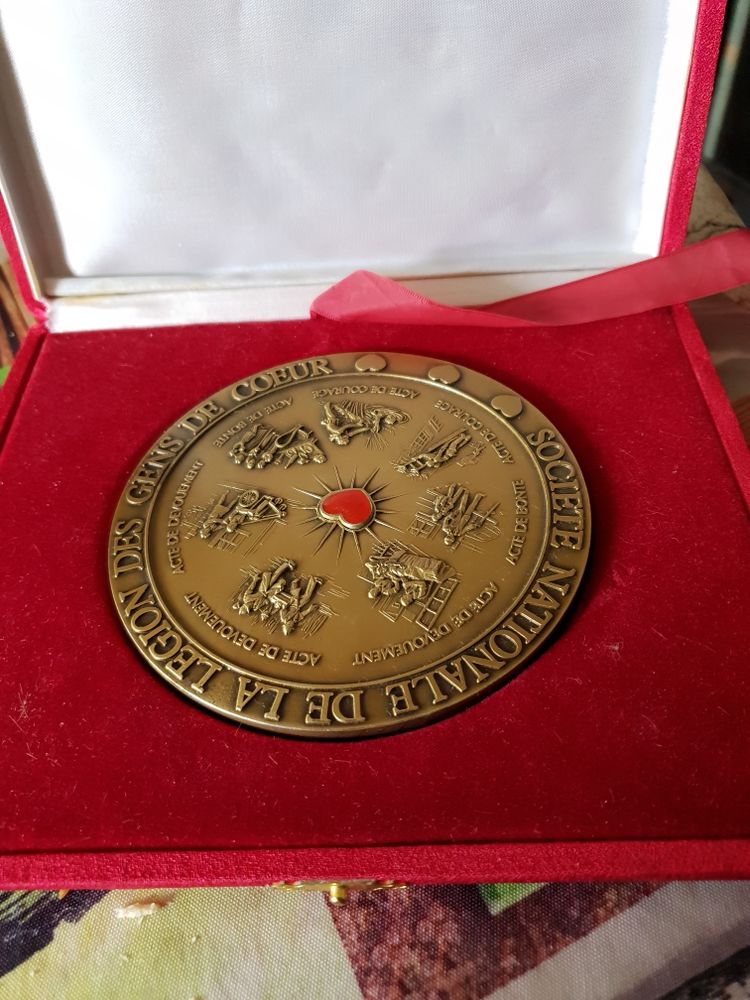 SOCIETE NATIONALE DE LA LEGION DES GENS DE COEUR
ACTE DE COURAGE
ACTE DE COURAGE
ACTE DE BONTE
ACTE DE DEVOUEMENT
ACTE DE DEVOUEMENT
ACTE DE DEVOUEMENT
ACTE DE BONTE